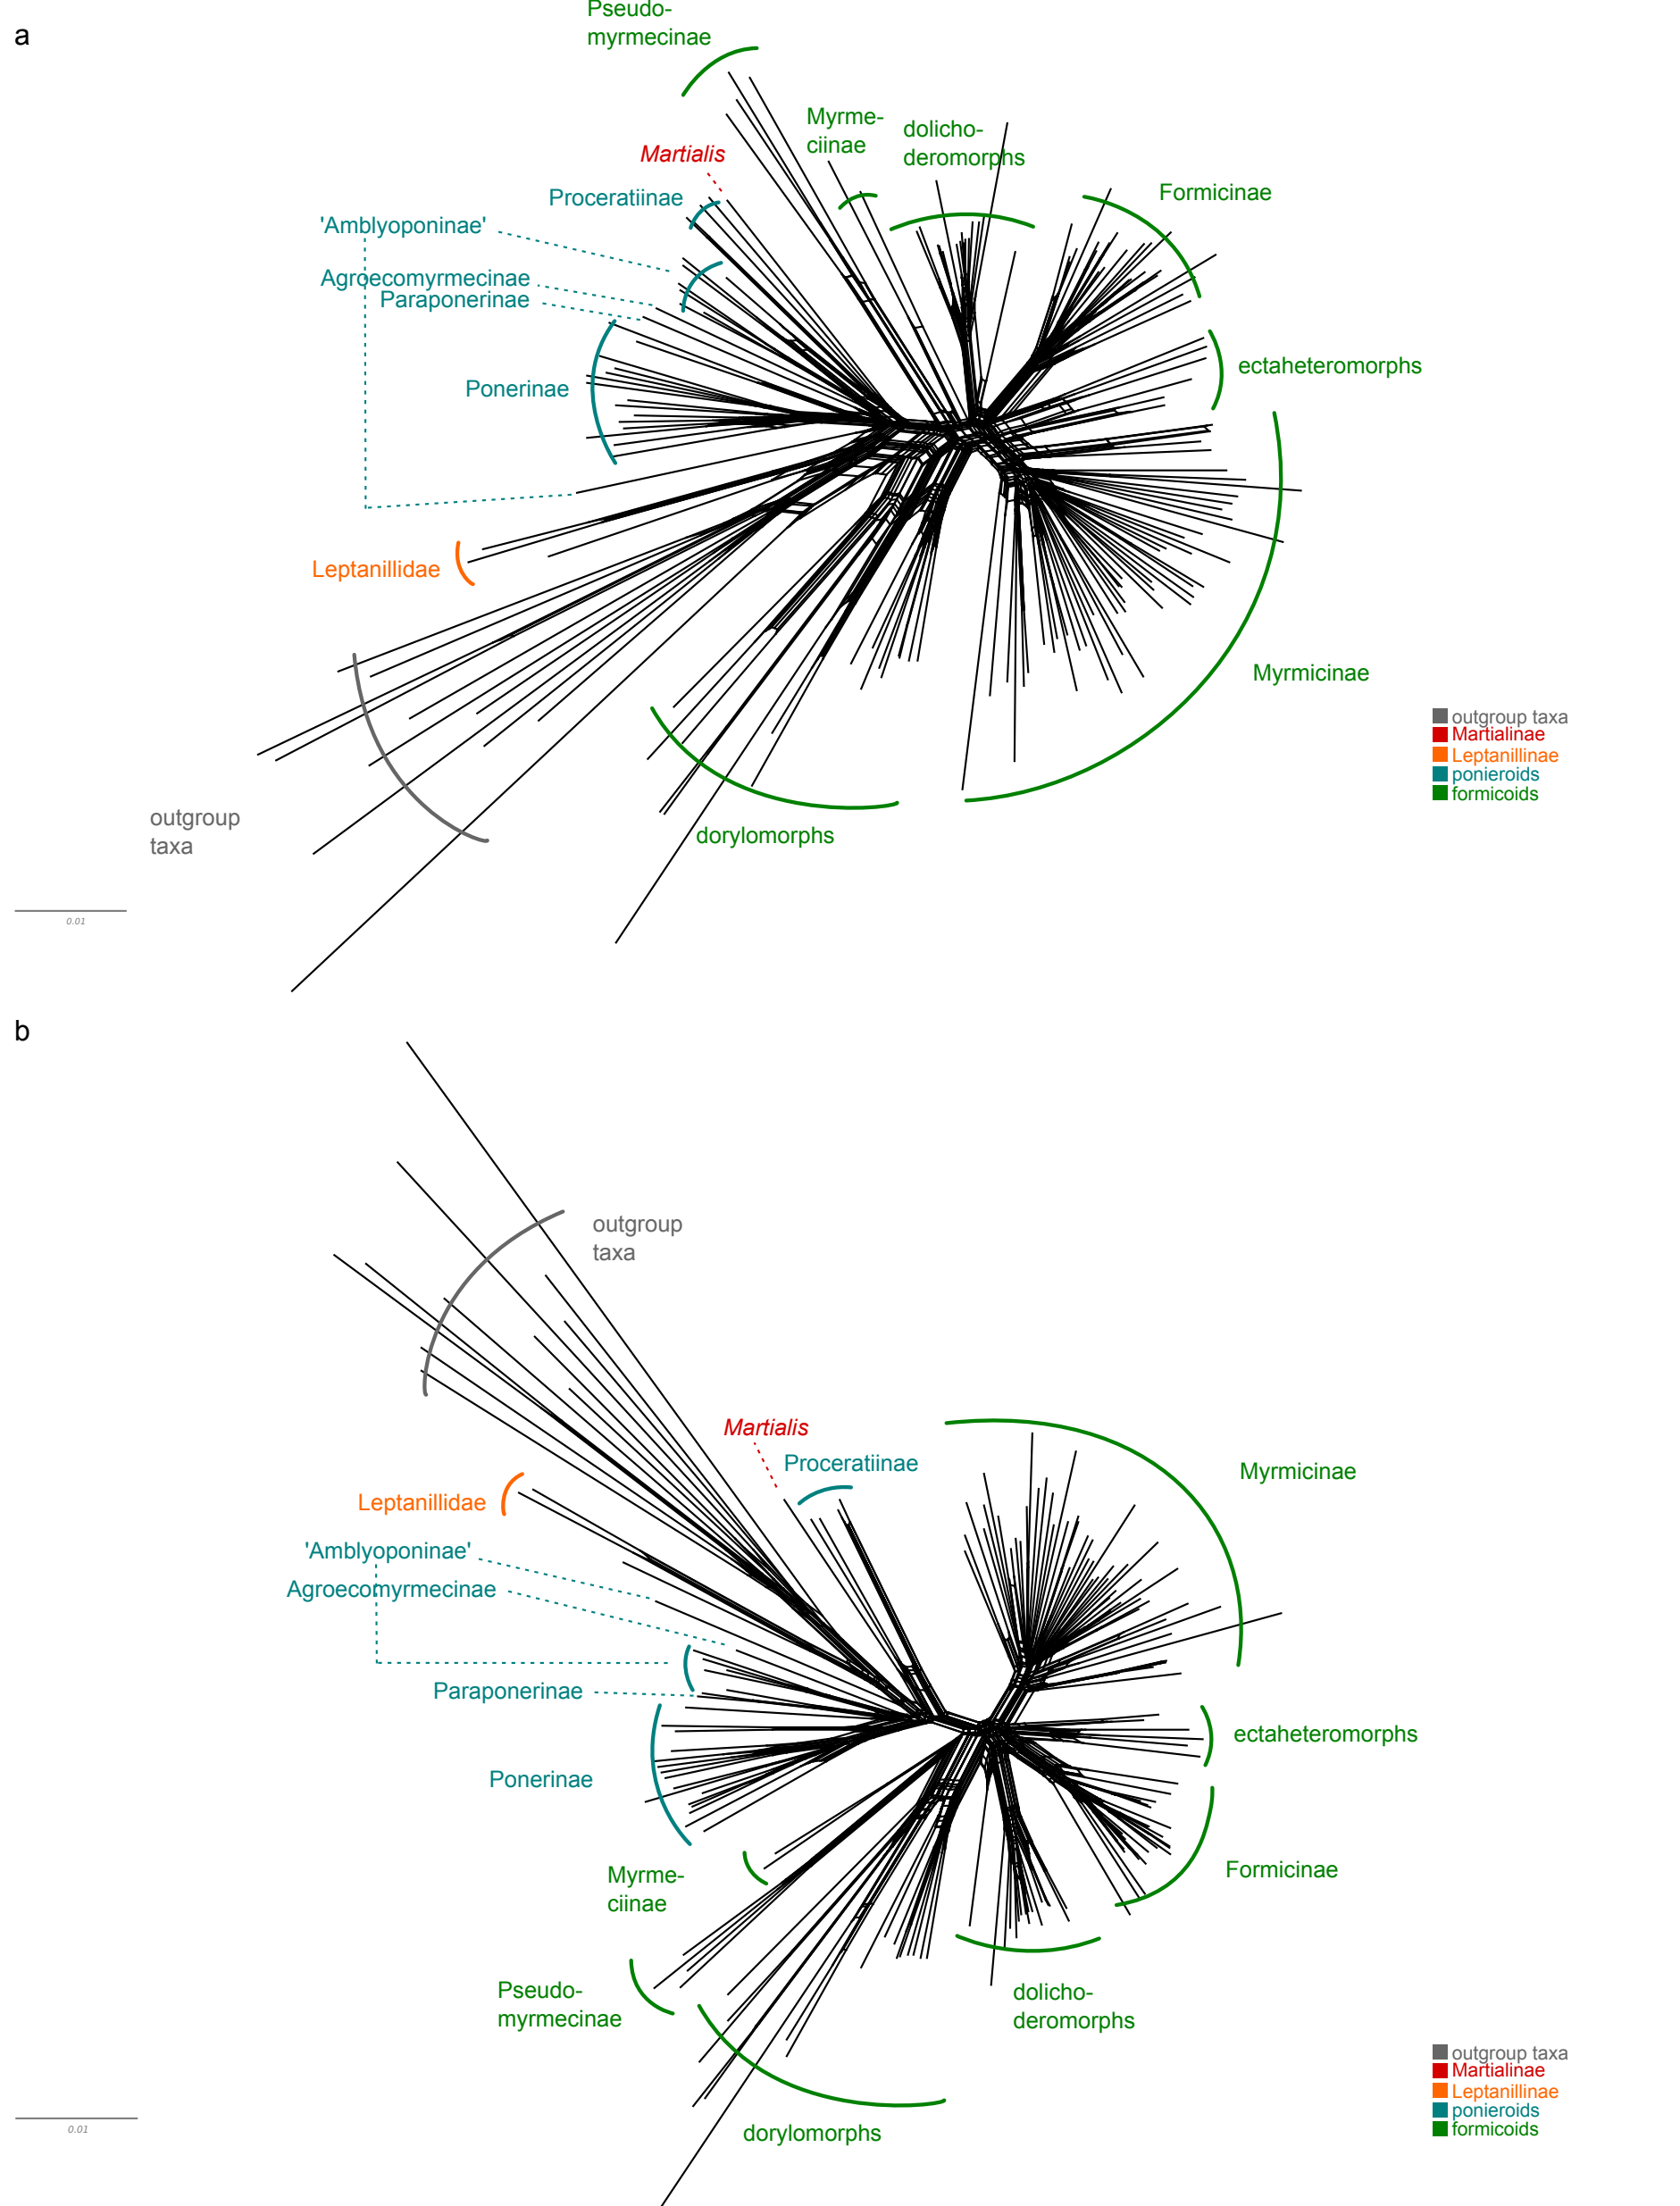 a
Pseudo-
myrmecinae
Myrme-
ciinae
dolicho-
deromorphs
Martialis
Proceratiinae
Formicinae
'Amblyoponinae'
Agroecomyrmecinae
Paraponerinae
Ponerinae
ectaheteromorphs
Leptanillidae
Myrmicinae
outgroup
taxa
dorylomorphs
outgroup taxa
Martialinae
Leptanillinae
ponieroids
formicoids
0.01
b
outgroup
taxa
Martialis
Proceratiinae
Myrmicinae
Leptanillidae
'Amblyoponinae'
Agroecomyrmecinae
Paraponerinae
ectaheteromorphs
Ponerinae
Myrme-
ciinae
Formicinae
Pseudo-
myrmecinae
dolicho-
deromorphs
dorylomorphs
outgroup taxa
Martialinae
Leptanillinae
ponieroids
formicoids
0.01